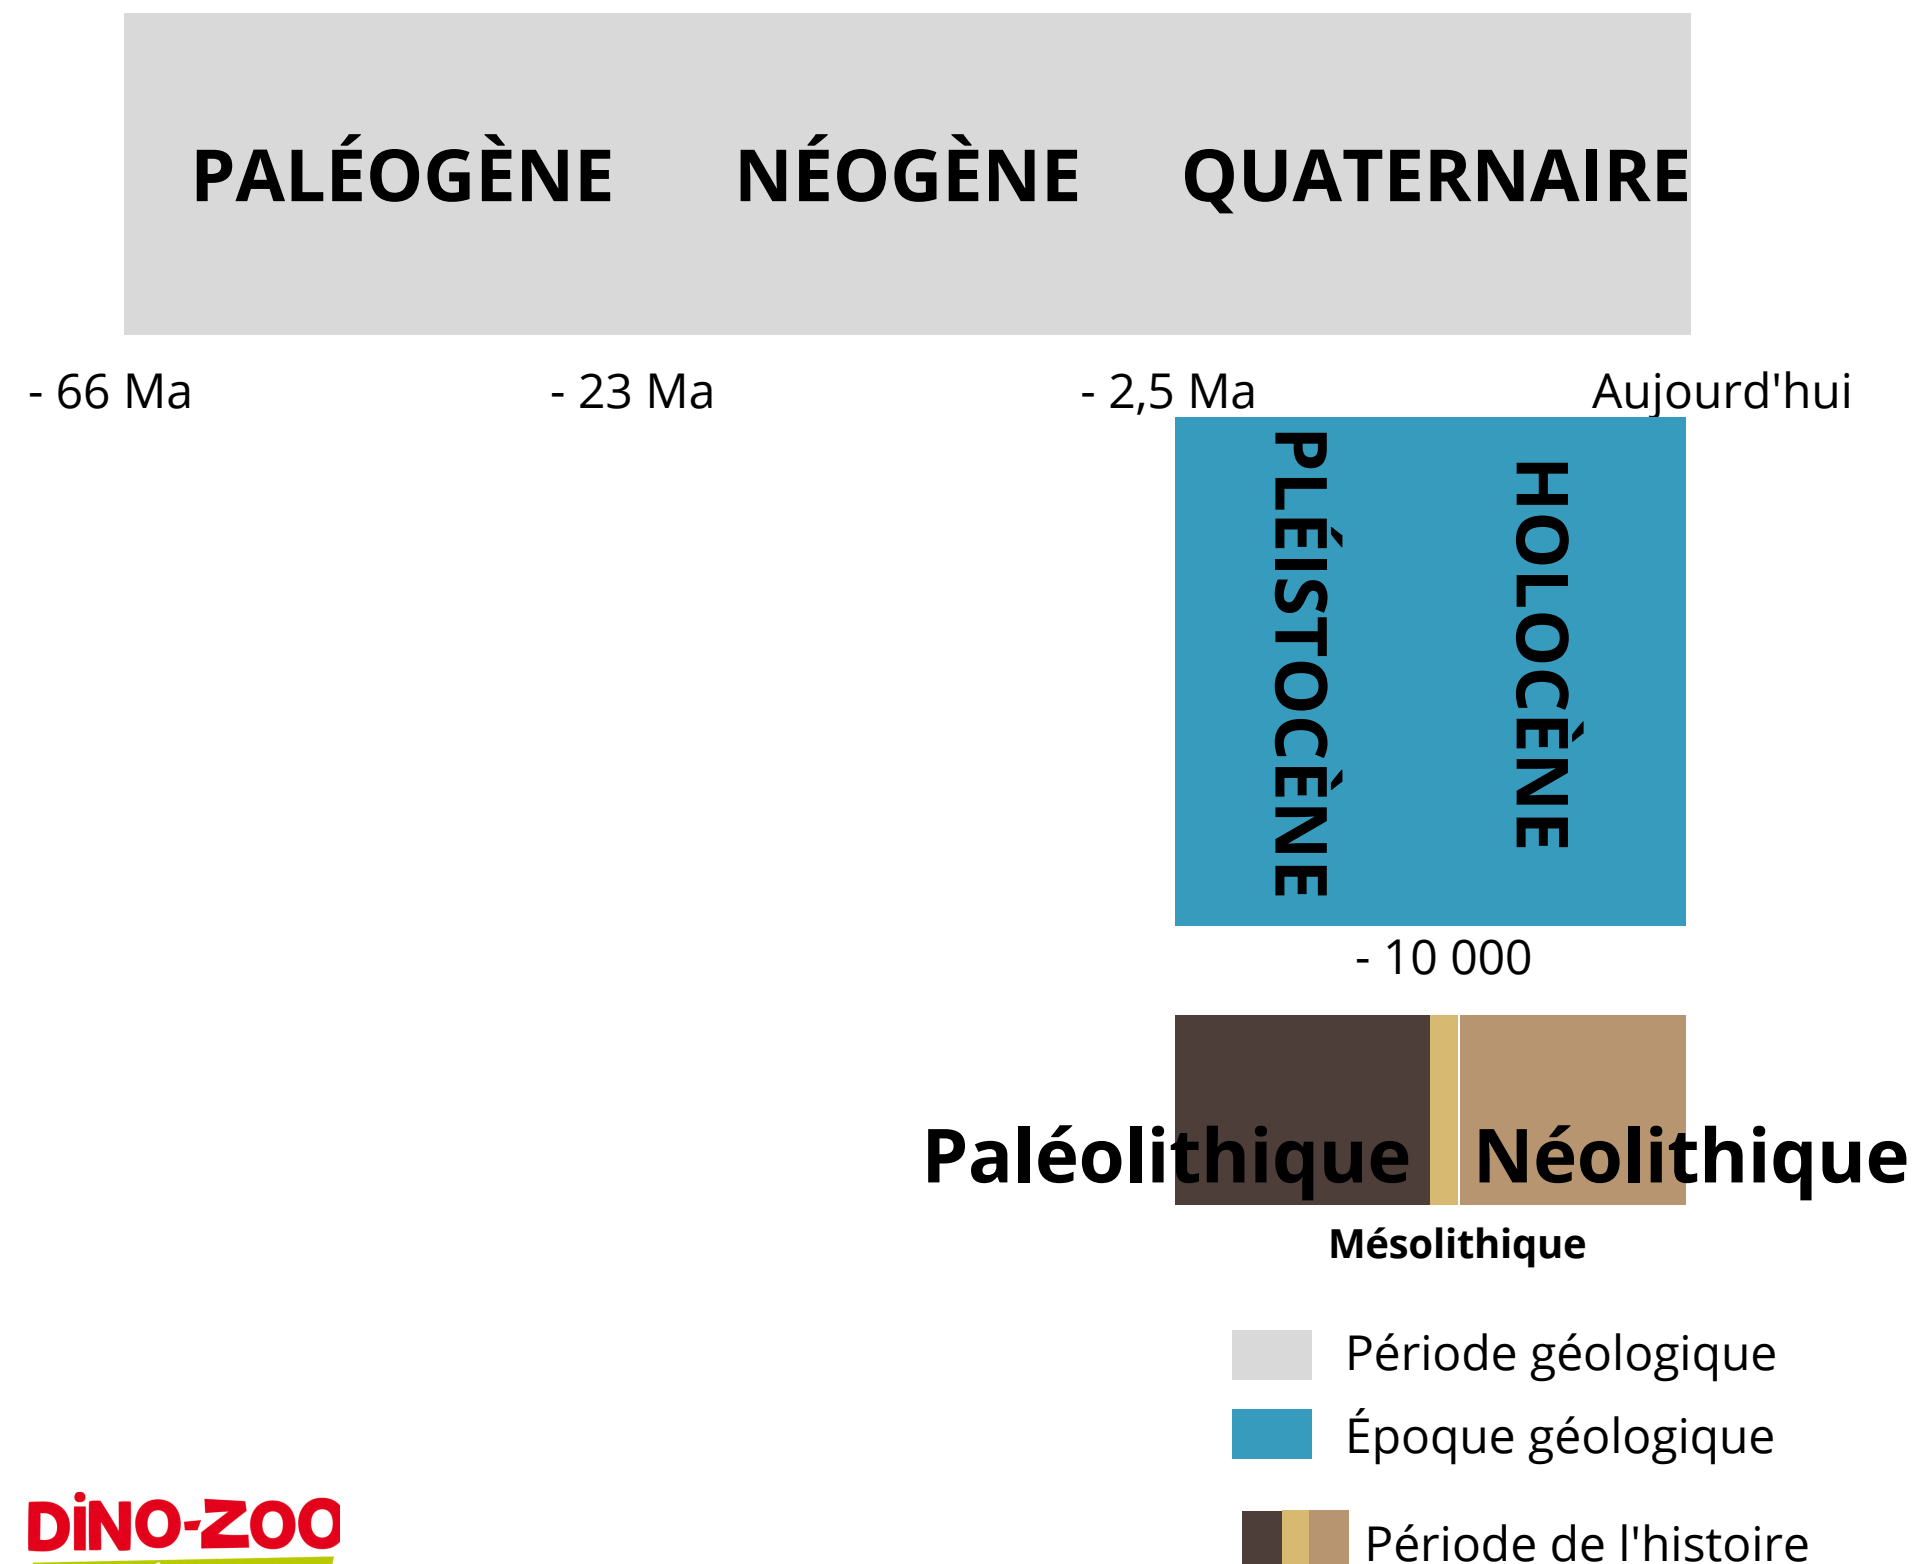 PALÉOGÈNE NÉOGÈNE QUATERNAIRE
- 66 Ma - 23 Ma - 2,5 Ma Aujourd'hui
PLÉISTOCÈNE
HOLOCÈNE
- 10 000
Paléolithique Néolithique
Mésolithique
Période géologique
Époque géologique
Période de l'histoire
DiNO-ZOO